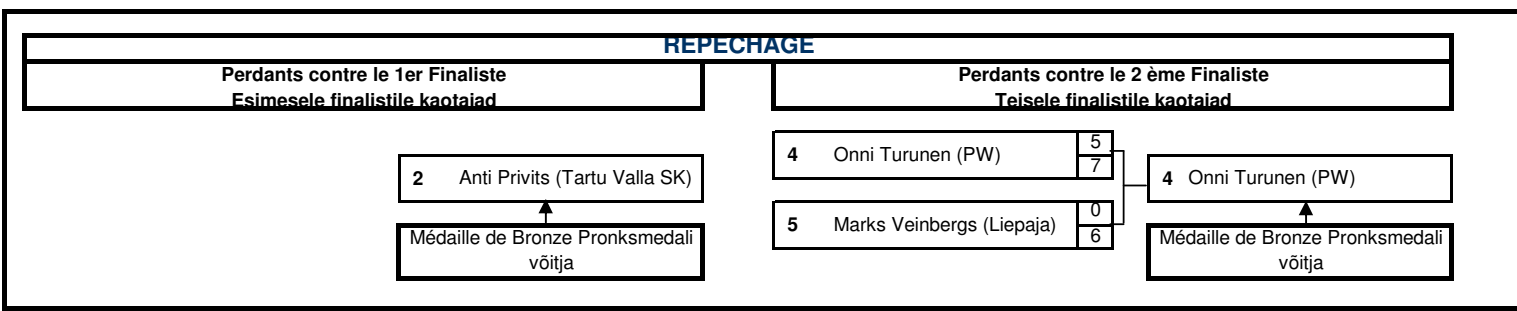 REPECHAGE
Perdants contre le 1er Finaliste
Esimesele finalistile kaotajad
Perdants contre le 2 ème Finaliste
Teisele finalistile kaotajad
2 Anti Privits (Tartu Valla SK)
Médaille de Bronze Pronksmedali
võitja
4 Onni Turunen (PW) 5
7
5 Marks Veinbergs (Liepaja) 0
6
4 Onni Turunen (PW)
Médaille de Bronze Pronksmedali
võitja